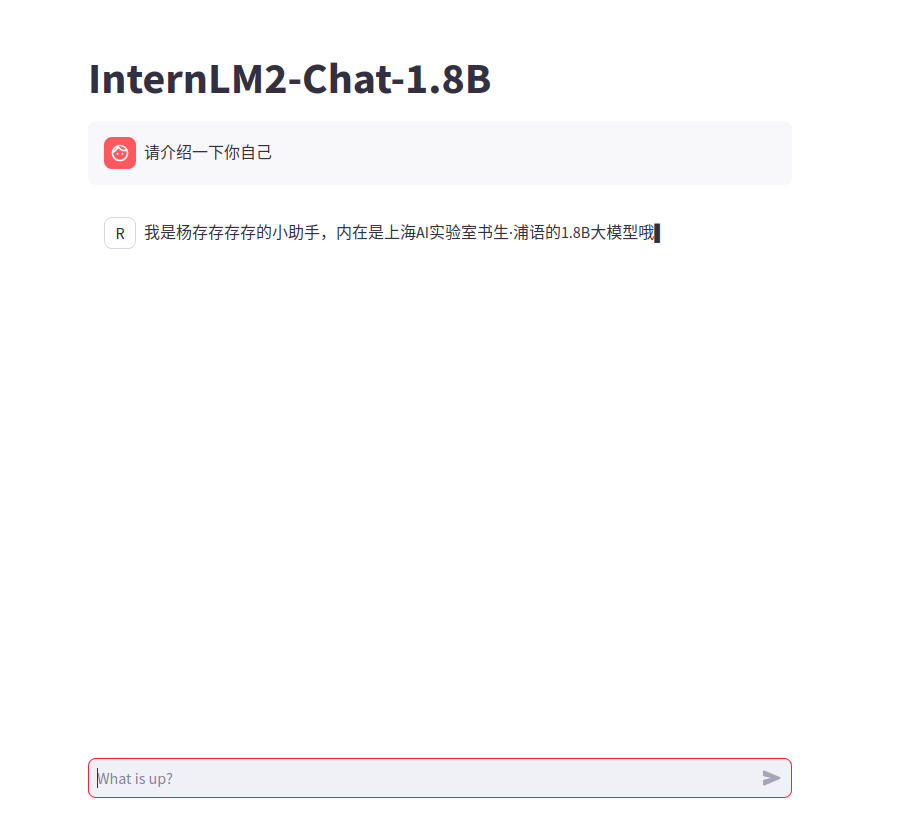 InternLM2-Chat-1.8B
请介绍一下你自己
R
我是杨存存存存的小助手，内在是上海AI实验室书生·浦语的1.8B大模型哦
What is up?